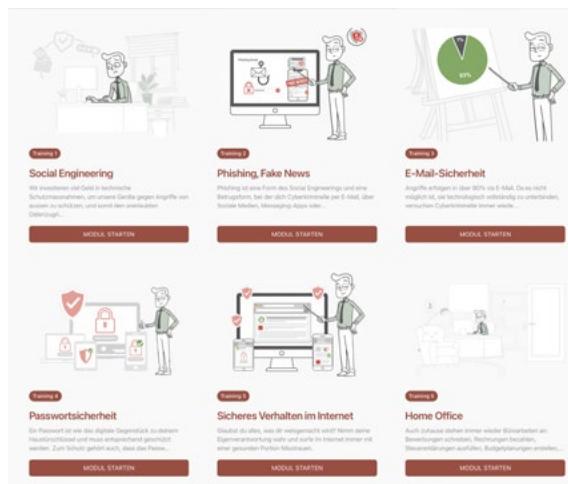 7%
93%
Training 1
Training 2
Training 3
Social Engineering
Phishing, Fake News
E-Mail-Sicherheit
Wir investieren viel Geld in technische
Schutzmassnahmen, um unsere Geräte gegen Angriffe von
aussen zu schützen, und somit den unerlaubten
Datenzugri...
Phishing ist eine Form des Social Engineerings und eine
Betrugsform, bei der dich Cyberkriminelle per E-Mail, über
Soziale Medien, Messaging-Apps oder...
Angriffe erfolgen in über 90% via E-Mail. Da es nicht
möglich ist, sie technologisch vollständig zu unterbinden,
versuchen Cyberkriminelle immer wieder...
MODUL STARTEN
MODUL STARTEN
MODUL STARTEN
Training 4
Training 5
Training 6
Passwortsicherheit
Sicheres Verhalten im Internet
Home Office
Ein Passwort ist wie das digitale Gegenstück zu deinem
Haustürschlüssel und muss entsprechend geschützt
werden. Zum Schutz gehört auch, dass das Passw...
Glaubst du alles, was dir weisgemacht wird? Nimm deine
Eigenverantwortung wahr und surfe im Internet immer mit
einer gesunden Portion Misstrauen.
Auch zuhause stehen immer wieder Büroarbeiten an:
Bewerbungen schreiben, Rechnungen bezahlen,
Steuererklärung ausfüllen, Budgetplanungen erstellen,...
MODUL STARTEN
MODUL STARTEN
MODUL STARTEN